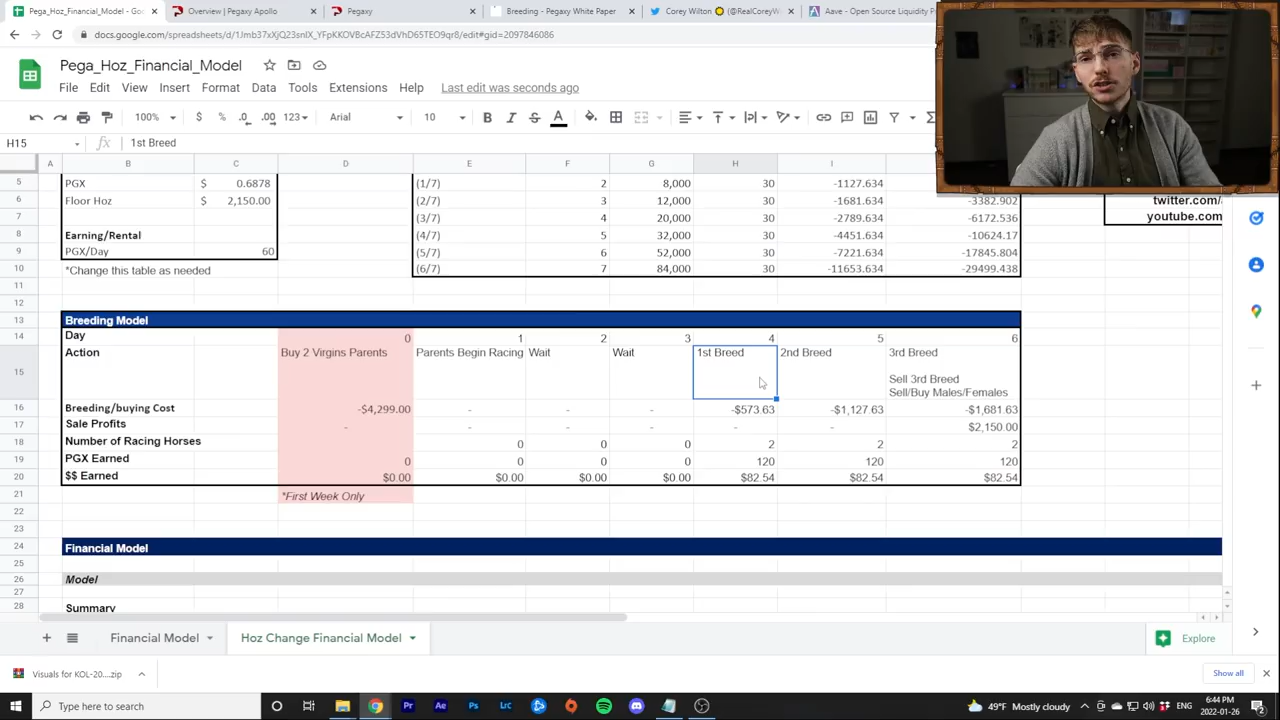 Pega_Hoz_Financial_Model - Goo
Overview | Pegaxy Apollo
Pegaxy
Breeding - Pegaxy White Paper
Corey Wilton (@RealCoreyW
Aave - Open Source Liquidity P
docs.google.com/spreadsheets/d/1Jmb37xXjQ23snIX_YFpKKOVBcAFZ53dVhD65TEO9qr8/edit#gid=2097846086
Pega_Hoz_Financial_Model
File Edit View Insert Format Data Tools Extensions Help Last edit was seconds ago
100% $ % .0 .00 123 Arial 10 B I S A
H15 fx 1st Breed
A B C D E F G H I
5 PGX $ 0.6878 (1/7) 2 8,000 30 -1127.634
6 Floor Hoz $ 2,150.00 (2/7) 3 12,000 30 -1681.634 -3382.902 twitter.com/
7 (3/7) 4 20,000 30 -2789.634 -6172.536 youtube.com
8 Earning/Rental (4/7) 5 32,000 30 -4451.634 -10624.17
9 PGX/Day 60 (5/7) 6 52,000 30 -7221.634 -17845.804
10 *Change this table as needed (6/7) 7 84,000 30 -11653.634 -29499.438
11
12
13 Breeding Model
14 Day 0 1 2 3 4 5 6
15 Action Buy 2 Virgins Parents Parents Begin Racing Wait Wait 1st Breed 2nd Breed 3rd Breed
Sell 3rd Breed
Sell/Buy Males/Females
16 Breeding/buying Cost -$4,299.00 - - - -$573.63 -$1,127.63 -$1,681.63
17 Sale Profits - - - - - - $2,150.00
18 Number of Racing Horses 0 0 0 2 2 2
19 PGX Earned 0 0 0 0 120 120 120
20 $$ Earned $0.00 $0.00 $0.00 $0.00 $82.54 $82.54 $82.54
21 *First Week Only
22
23
24 Financial Model
25
26 Model
27
28 Summary
Financial Model
Hoz Change Financial Model
Explore
Visuals for KOL-20....zip
Show all
Type here to search
Pr Ae Ps Lrc
49°F Mostly cloudy
ENG
6:44 PM
2022-01-26
2